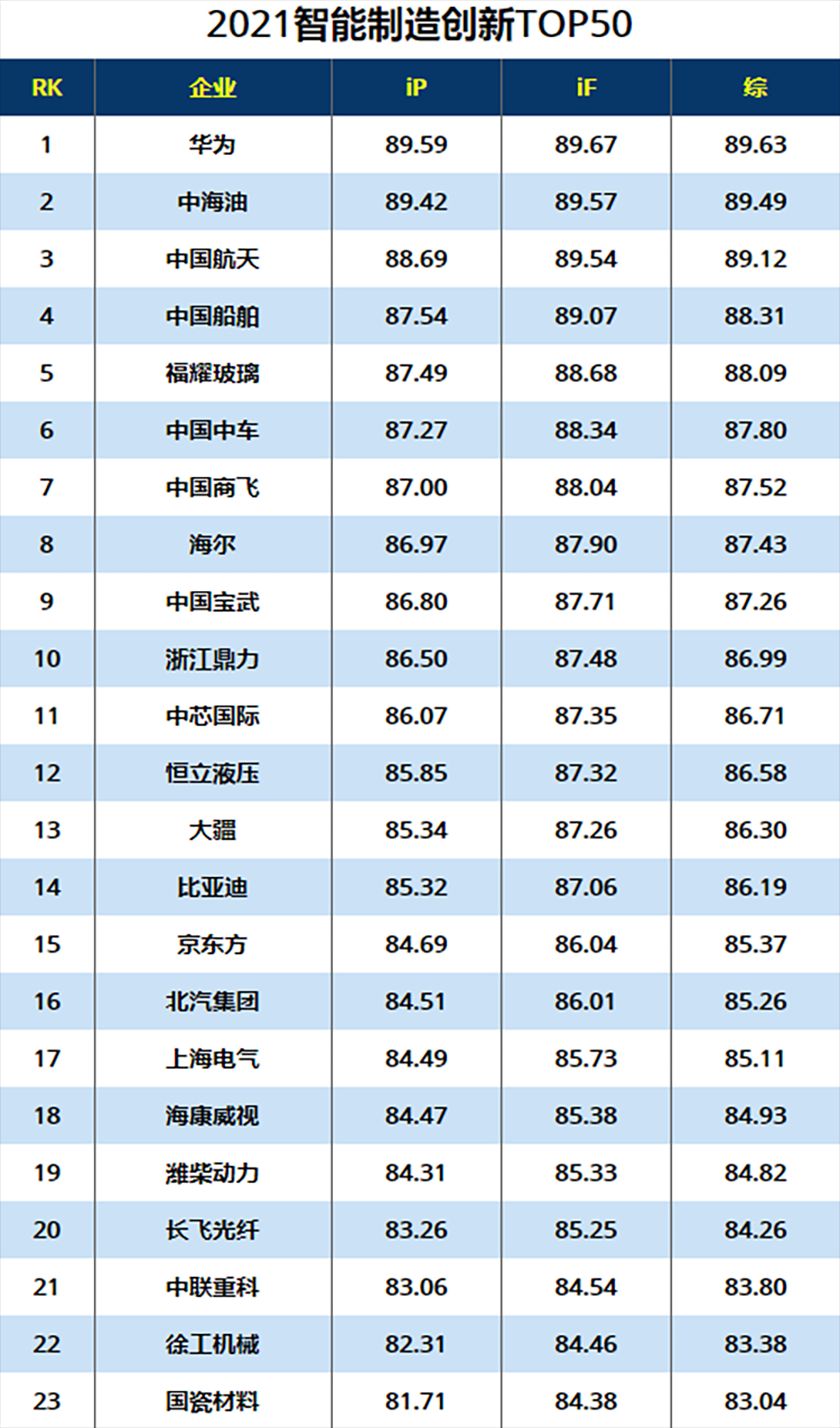 2021智能制造创新TOP50
RK 企业 iP iF 综
1 华为 89.59 89.67 89.63
2 中海油 89.42 89.57 89.49
3 中国航天 88.69 89.54 89.12
4 中国船舶 87.54 89.07 88.31
5 福耀玻璃 87.49 88.68 88.09
6 中国中车 87.27 88.34 87.80
7 中国商飞 87.00 88.04 87.52
8 海尔 86.97 87.90 87.43
9 中国宝武 86.80 87.71 87.26
10 浙江鼎力 86.50 87.48 86.99
11 中芯国际 86.07 87.35 86.71
12 恒立液压 85.85 87.32 86.58
13 大疆 85.34 87.26 86.30
14 比亚迪 85.32 87.06 86.19
15 京东方 84.69 86.04 85.37
16 北汽集团 84.51 86.01 85.26
17 上海电气 84.49 85.73 85.11
18 海康威视 84.47 85.38 84.93
19 潍柴动力 84.31 85.33 84.82
20 长飞光纤 83.26 85.25 84.26
21 中联重科 83.06 84.54 83.80
22 徐工机械 82.31 84.46 83.38
23 国瓷材料 81.71 84.38 83.04